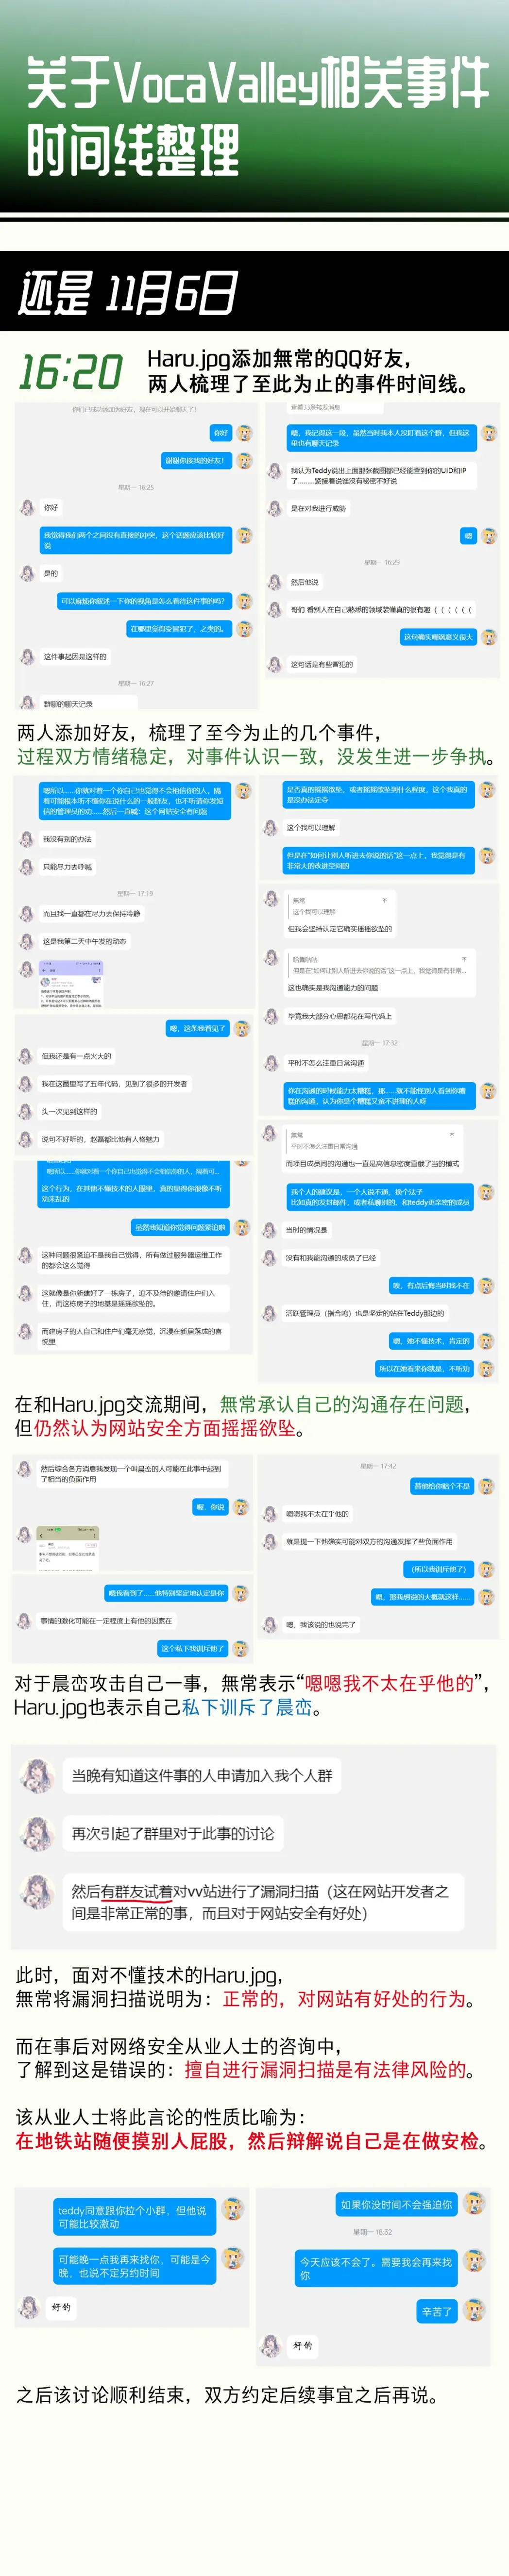 关于VocaValley相关事件
时间线整理
还是 11月6日
16:20
Haru.jpg添加無常的QQ好友，
两人梳理了至此为止的事件时间线。
你们已成功添加为好友，现在可以开始聊天了！
你好
谢谢你接我的好友！
星期一 16:25
你好
我觉得我们两个之间没有直接的冲突，这个话题应该比较好
说
是的
可以麻烦你叙述一下你的视角是怎么看待这件事的吗？
在哪里觉得受冒犯了，之类的。
这件事起因是这样的
星期一 16:27
群聊的聊天记录
查看33条转发消息
嗯，我记得这一段，虽然当时我本人没盯着这个群，但我这
里也有聊天记录
我认为Teddy说出上面那张截图都已经能查到你的UID和IP
了………紧接着说谁没有秘密不好说
是在对我进行威胁
嗯
星期一 16:29
然后他说
哥们 看别人在自己熟悉的领域装懂真的很有趣（（（（（（
这句确实嘲讽意义很大
这句话是有些冒犯的
两人添加好友，梳理了至今为止的几个事件，
过程双方情绪稳定，对事件认识一致，没发生进一步争执。
嗯所以……你就对着一个你自己也觉得不会相信你的人，隔
着可能根本听不懂你在说什么的一般群友，也不听请你发短
信的管理员的劝……然后一直喊：这个网站安全有问题
我没有别的办法
只能尽力去呼喊
星期一 17:19
而且我一直都在尽力去保持冷静
这是我第二天中午发的动态
嗯，这条我看见了
但我还是有一点火大的
我在这圈里写了五年代码，见到了很多的开发者
头一次见到这样的
说句不好听的，赵磊都比他有人格魅力
嗯所以……你就对着一个你自己也觉得不会相信你的人，隔着可…
这个行为，在其他不懂技术的人眼里，真的显得你很像不听
劝来乱的
虽然我知道你觉得问题紧迫啦
这种问题很紧迫不是我自己觉得，所有做过服务器运维工作
的都会这么觉得
这就像是你新建好了一栋房子，迫不及待的邀请住户们入
住，而这栋房子的地基是摇摇欲坠的。
而建房子的人自己和住户们毫无察觉，沉浸在新居落成的喜
悦里
是否真的摇摇欲坠，或者摇摇欲坠到什么程度，这个我真的
是没办法定夺
这个我可以理解
但是在“如何让别人听进去你说的话”这一点上，我觉得是有
非常大的改进空间的
無常
这个我可以理解
但我会坚持认定它确实摇摇欲坠的
哈鲁咕咕
但是在“如何让别人听进去你说的话”这一点上，我觉得是有非常…
这也确实是我沟通能力的问题
毕竟我大部分心思都花在写代码上
星期一 17:32
平时不怎么注重日常沟通
你在沟通的时候能力太糟糕，那……就不能怪别人看到你糟
糕的沟通，认为你是个糟糕又蛮不讲理的人呀
無常
平时不怎么注重日常沟通
而项目成员间的沟通也一直是高信息密度直截了当的模式
我个人的建议是，一个人说不通，换个法子
比如真的发封邮件，或者私聊别的、和teddy更亲密的成员
当时的情况是
没有和我能沟通的成员了已经
唉，有点后悔当时我不在
活跃管理员（指合鸣）也是坚定的站在Teddy那边的
嗯，她不懂技术，肯定的
所以在她看来你就是，不听劝
在和Haru.jpg交流期间，無常承认自己的沟通存在问题，
但仍然认为网站安全方面摇摇欲坠。
然后综合各方消息我发现一个叫晨峦的人可能在此事中起到
了相当的负面作用
喔，你说
嗯我看到了……他特别坚定地认定是你
事情的激化可能在一定程度上有他的因素在
这个私下我训斥他了
星期一 17:42
替他给你赔个不是
嗯嗯我不太在乎他的
就是提一下他确实可能对双方的沟通发挥了些负面作用
（所以我训斥他了）
嗯，那我想说的大概就这样……
嗯，我该说的也说完了
对于晨峦攻击自己一事，無常表示“嗯嗯我不太在乎他的”，
Haru.jpg也表示自己私下训斥了晨峦。
当晚有知道这件事的人申请加入我个人群
再次引起了群里对于此事的讨论
然后有群友试着对vv站进行了漏洞扫描（这在网站开发者之
间是非常正常的事，而且对于网站安全有好处）
此时，面对不懂技术的Haru.jpg，
無常将漏洞扫描说明为：正常的，对网站有好处的行为。
而在事后对网络安全从业人士的咨询中，
了解到这是错误的：擅自进行漏洞扫描是有法律风险的。
该从业人士将此言论的性质比喻为：
在地铁站随便摸别人屁股，然后辩解说自己是在做安检。
teddy同意跟你拉个小群，但他说
可能比较激动
可能晚一点我再来找你，可能是今
晚，也说不定另约时间
好的
如果你没时间不会强迫你
星期一 18:32
今天应该不会了。需要我会再来找
你
辛苦了
好的
之后该讨论顺利结束，双方约定后续事宜之后再说。